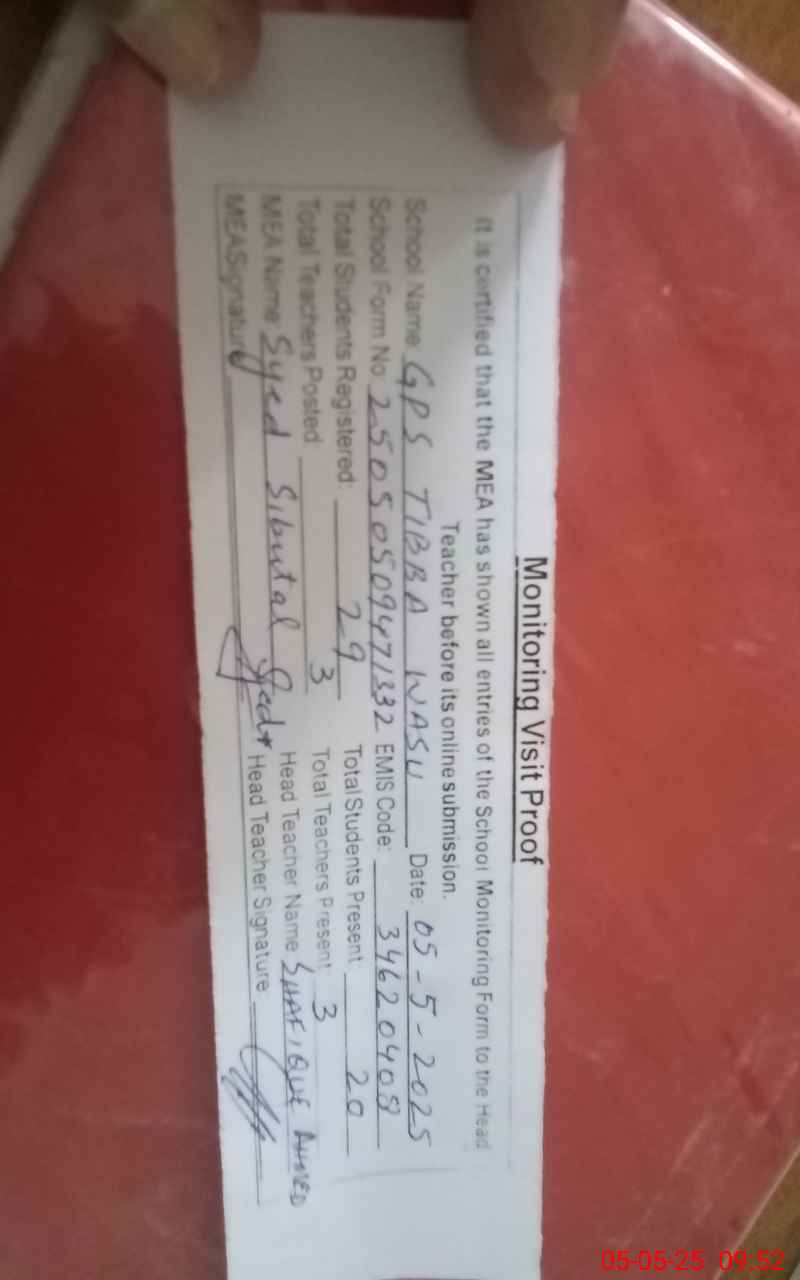 Monitoring Visit Proof
It is certified that the MEA has shown all entries of the School Monitoring Form to the Head
Teacher before its online submission.
School Name: GPS TIBBA WASU Date: 05-5-2025
School Form No: 25050509471332 EMIS Code: 34620408
Total Students Registered: 29 Total Students Present: 20
Total Teachers Posted: 3 Total Teachers Present: 3
MEA Name: Syed Sibutal Head Teacher Name SHAFIQUE AHMED
MEA Signature Head Teacher Signature
05-05-25 09:52